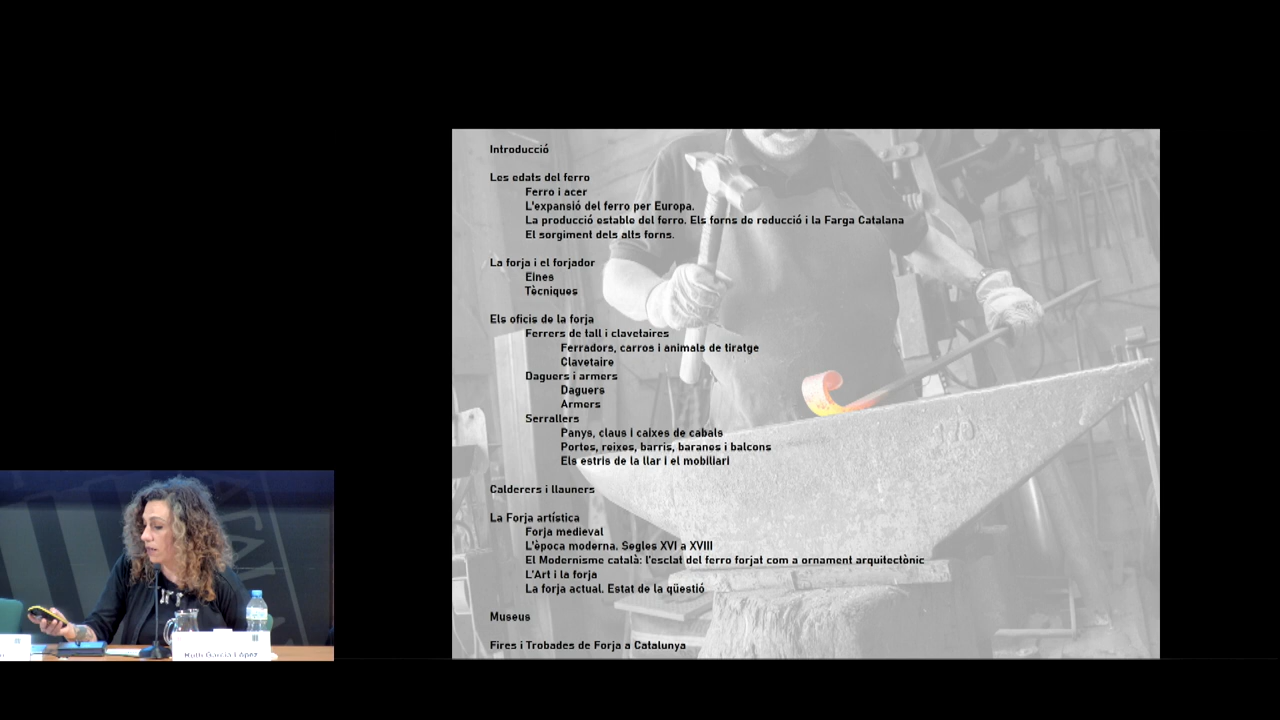 Introducció
Les edats del ferro
Ferro i acer
L'expansió del ferro per Europa.
La producció estable del ferro. Els forns de reducció i la Farga Catalana
El sorgiment dels alts forns.
La forja i el forjador
Eines
Tècniques
Els oficis de la forja
Ferrers de tall i clavetaires
Ferradors, carros i animals de tiratge
Clavetaire
Daguers i armers
Daguers
Armers
Serrallers
Panys, claus i caixes de cabals
Portes, reixes, barris, baranes i balcons
Els estris de la llar i el mobiliari
Calderers i llauners
La Forja artística
Forja medieval
L'època moderna. Segles XVI a XVIII
El Modernisme català: l'esclat del ferro forjat com a ornament arquitectònic
L'Art i la forja
La forja actual. Estat de la qüestió
Museus
Fires i Trobades de Forja a Catalunya
Ruth García López